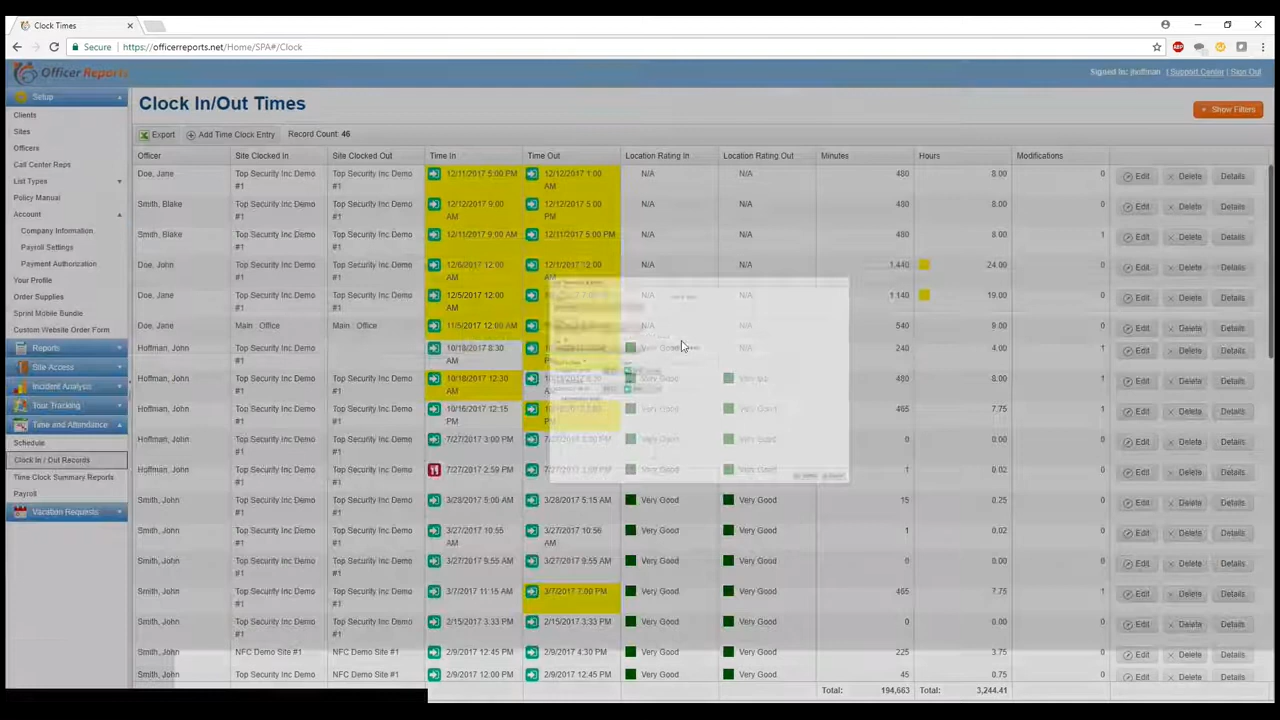 Clock Times
Secure https://officerreports.net/Home/SPA#/Clock
Officer Reports
Signed In: jhoffman | Support Center | Sign Out
Setup
Clients
Sites
Officers
Call Center Reps
List Types
Policy Manual
Account
Company Information
Payroll Settings
Payment Authorization
Your Profile
Order Supplies
Sprint Mobile Bundle
Custom Website Order Form
Reports
Site Access
Incident Analysis
Tour Tracking
Time and Attendance
Schedule
Clock In / Out Records
Time Clock Summary Reports
Payroll
Vacation Requests
Clock In/Out Times
Show Filters
Export Add Time Clock Entry Record Count: 46
Officer Site Clocked In Site Clocked Out Time In Time Out Location Rating In Location Rating Out Minutes Hours Modifications
Doe, Jane Top Security Inc Demo Top Security Inc Demo 12/11/2017 5:00 PM 12/12/2017 1:00 N/A N/A 480 8.00 0 Edit Delete Details
#1 #1 AM
Smith, Blake Top Security Inc Demo Top Security Inc Demo 12/12/2017 9:00 12/12/2017 5:00 N/A N/A 480 8.00 0 Edit Delete Details
#1 #1 AM PM
Smith, Blake Top Security Inc Demo Top Security Inc Demo 12/11/2017 9:00 AM 12/11/2017 5:00 PM N/A N/A 480 8.00 1 Edit Delete Details
#1 #1
Doe, John Top Security Inc Demo Top Security Inc Demo 12/6/2017 12:00 12/7/2017 12:00 N/A N/A 1,440 24.00 0 Edit Delete Details
#1 #1 AM AM
Doe, Jane Top Security Inc Demo Top Security Inc Demo 12/5/2017 12:00 N/A N/A 1,140 19.00 0 Edit Delete Details
#1 #1 AM
Doe, Jane Main Office Main Office 11/5/2017 12:00 AM N/A N/A 540 9.00 0 Edit Delete Details
Hoffman, John Top Security Inc Demo 10/18/2017 8:30 Very Good N/A 240 4.00 1 Edit Delete Details
#1 AM
Hoffman, John Top Security Inc Demo Top Security Inc Demo 10/18/2017 12:30 Very Good 480 8.00 1 Edit Delete Details
#1 #1 AM
Hoffman, John Top Security Inc Demo Top Security Inc Demo 10/16/2017 12:15 Very Good Very Good 465 7.75 1 Edit Delete Details
#1 #1 PM PM
Hoffman, John Top Security Inc Demo Top Security Inc Demo 7/27/2017 3:00 PM Very Good Very Good 0 0.00 0 Edit Delete Details
#1 #1
Hoffman, John Top Security Inc Demo Top Security Inc Demo 7/27/2017 2:59 PM Very Good Very Good 1 0.02 0 Edit Delete Details
#1 #1
Smith, John Top Security Inc Demo Top Security Inc Demo 3/28/2017 5:00 AM 3/28/2017 5:15 AM Very Good Very Good 15 0.25 0 Edit Delete Details
#1 #1
Smith, John Top Security Inc Demo Top Security Inc Demo 3/27/2017 10:55 3/27/2017 10:56 Very Good Very Good 1 0.02 0 Edit Delete Details
#1 #1 AM AM
Smith, John Top Security Inc Demo Top Security Inc Demo 3/27/2017 9:55 AM 3/27/2017 9:55 AM Very Good Very Good 0 0.00 0 Edit Delete Details
#1 #1
Smith, John Top Security Inc Demo Top Security Inc Demo 3/7/2017 11:15 AM 3/7/2017 7:00 PM Very Good Very Good 465 7.75 1 Edit Delete Details
#1 #1
Smith, John Top Security Inc Demo Top Security Inc Demo 2/15/2017 3:33 PM 2/15/2017 3:33 PM Very Good Very Good 0 0.00 0 Edit Delete Details
#1 #1
Smith, John NFC Demo Site #1 NFC Demo Site #1 2/9/2017 12:45 PM 2/9/2017 4:30 PM Very Good Very Good 225 3.75 0 Edit Delete Details
Smith, John Top Security Inc Demo NFC Demo Site #1 2/9/2017 12:00 PM 2/9/2017 12:45 PM Very Good Very Good 45 0.75 0 Edit Delete Details
Total: 194,663 Total: 3,244.41